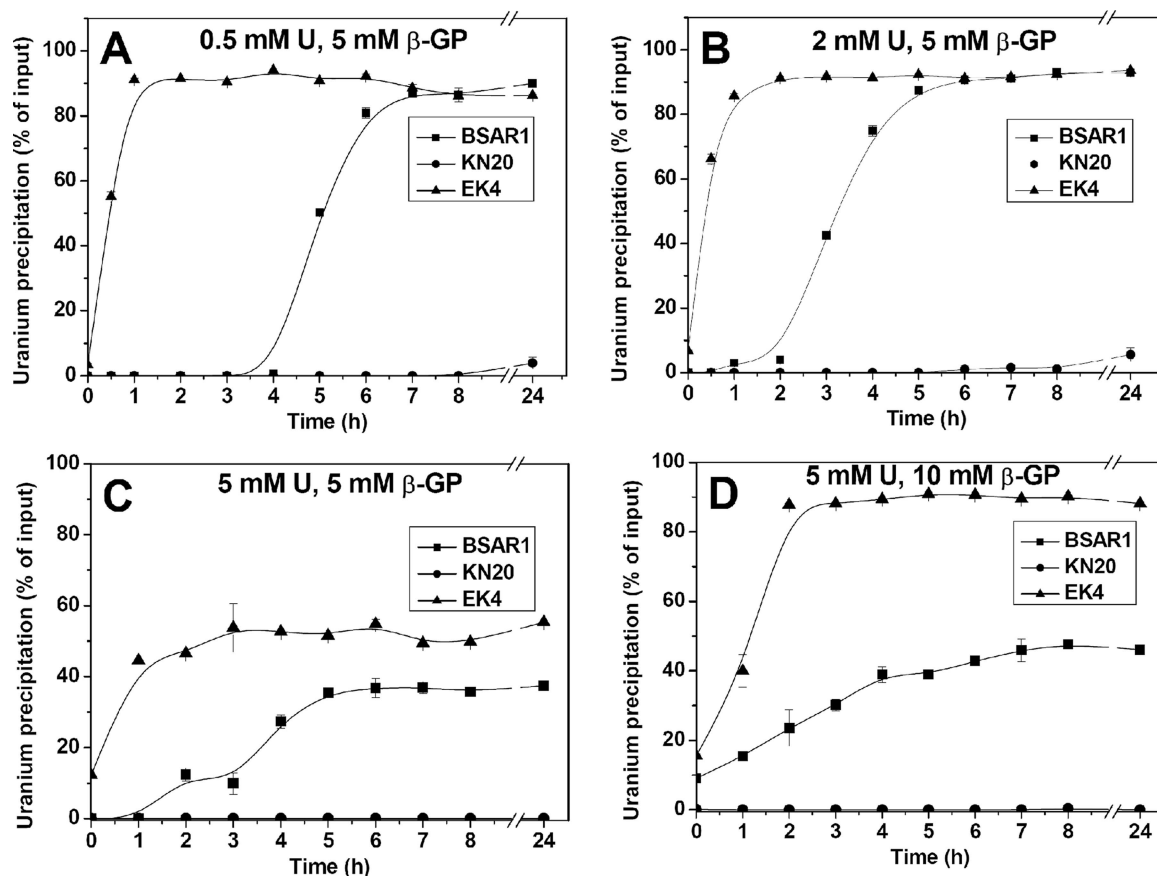 A
0.5 mM U, 5 mM β-GP
Uranium precipitation (% of input)
100
80
60
40
20
0
BSAR1
KN20
EK4
0 1 2 3 4 5 6 7 8 24
Time (h)
B
2 mM U, 5 mM β-GP
Uranium precipitation (% of input)
100
80
60
40
20
0
BSAR1
KN20
EK4
0 1 2 3 4 5 6 7 8 24
Time (h)
C
5 mM U, 5 mM β-GP
Uranium precipitation (% of input)
100
80
60
40
20
0
BSAR1
KN20
EK4
0 1 2 3 4 5 6 7 8 24
Time (h)
D
5 mM U, 10 mM β-GP
Uranium precipitation (% of input)
100
80
60
40
20
0
BSAR1
KN20
EK4
0 1 2 3 4 5 6 7 8 24
Time (h)